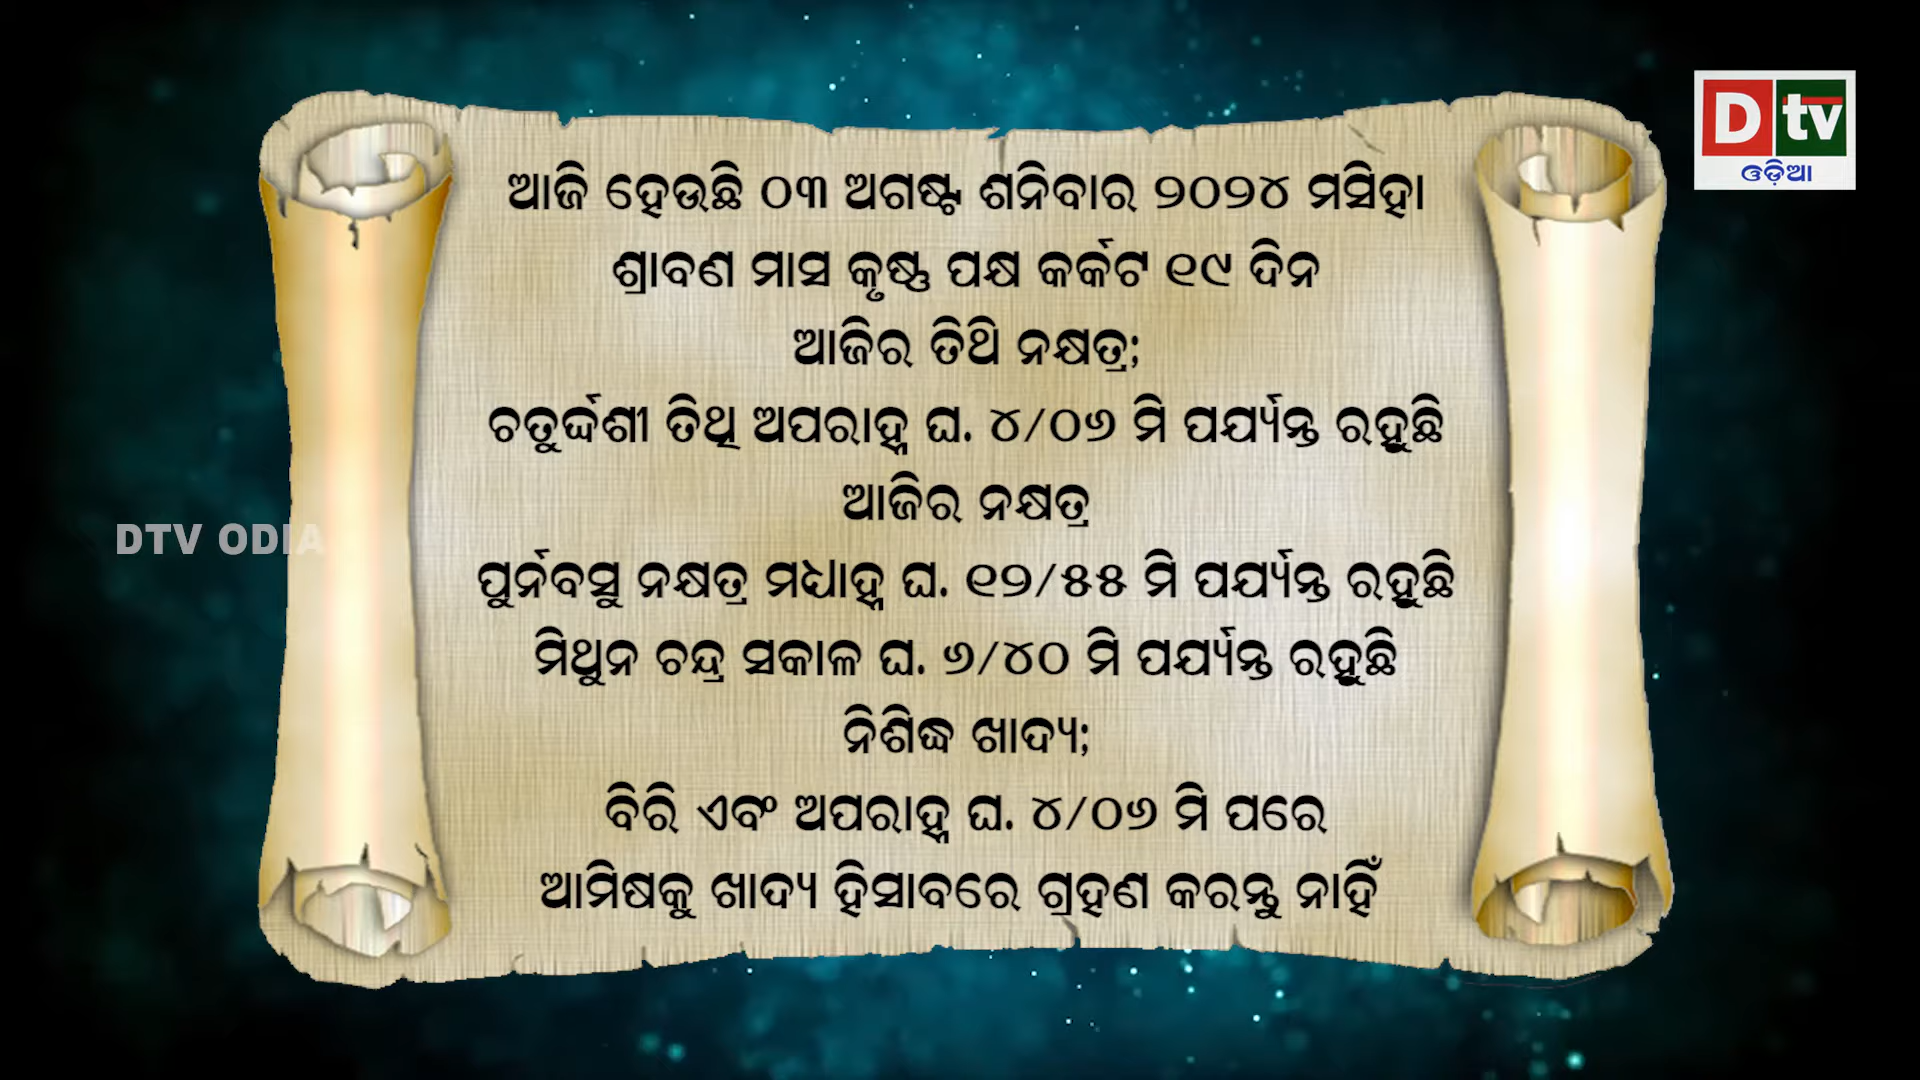 D tv
ଓଡ଼ିଆ
ଆଜି ହେଉଛି ୦୩ ଅଗଷ୍ଟ ଶନିବାର ୨୦୨୪ ମସିହା
ଶ୍ରାବଣ ମାସ କୃଷ୍ଣ ପକ୍ଷ କର୍କଟ ୧୯ ଦିନ
ଆଜିର ତିଥି ନକ୍ଷତ୍ର;
ଚତୁର୍ଦ୍ଦଶୀ ତିଥି ଅପରାହ୍ନ ଘ. ୪/୦୬ ମି ପର୍ଯ୍ୟନ୍ତ ରହୁଛି
ଆଜିର ନକ୍ଷତ୍ର
DTV ODIA
ପୁର୍ନବସୁ ନକ୍ଷତ୍ର ମଧ୍ୟାହ୍ନ ଘ. ୧୨/୫୫ ମି ପର୍ଯ୍ୟନ୍ତ ରହୁଛି
ମିଥୁନ ଚନ୍ଦ୍ର ସକାଳ ଘ. ୬/୪୦ ମି ପର୍ଯ୍ୟନ୍ତ ରହୁଛି
ନିଶିଦ୍ଧ ଖାଦ୍ୟ;
ବିରି ଏବଂ ଅପରାହ୍ନ ଘ. ୪/୦୬ ମି ପରେ
ଆମିଷକୁ ଖାଦ୍ୟ ହିସାବରେ ଗ୍ରହଣ କରନ୍ତୁ ନାହିଁ